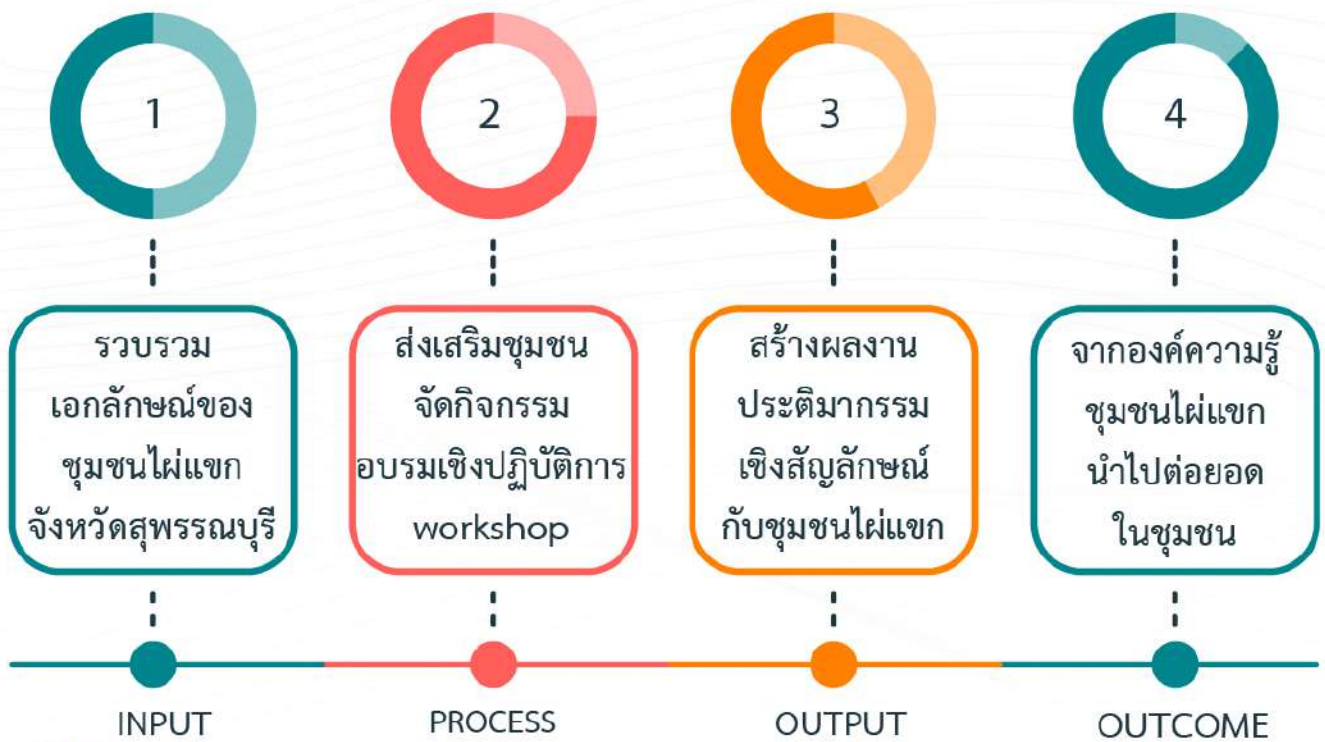 1
รวบรวม
เอกลักษณ์ของ
ชุมชนไผ่แขก
จังหวัดสุพรรณบุรี
INPUT
2
ส่งเสริมชุมชน
จัดกิจกรรม
อบรมเชิงปฏิบัติการ
workshop
PROCESS
3
สร้างผลงาน
ประติมากรรม
เชิงสัญลักษณ์
กับชุมชนไผ่แขก
OUTPUT
4
จากองค์ความรู้
ชุมชนไผ่แขก
นำไปต่อยอด
ในชุมชน
OUTCOME